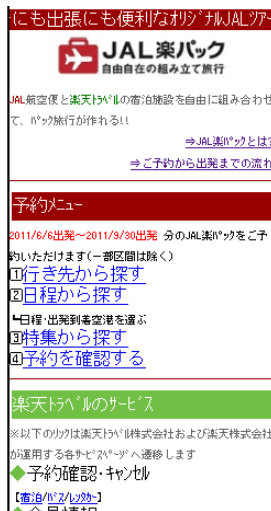 にも出張にも便利なｵﾘｼﾞﾅﾙJALﾂｱｰ
JAL楽パック
自由自在の組み立て旅行
JAL航空便と楽天ﾄﾗﾍﾞﾙの宿泊施設を自由に組み合わせ
て、ﾊﾟｯｸ旅行が作れる!!
⇒JAL楽ﾊﾟｯｸとは?
⇒ご予約から出発までの流れ
予約ﾒﾆｭｰ
2011/6/6出発～2011/9/30出発 分のJAL楽ﾊﾟｯｸをご予
約いただけます(一部区間は除く)
1行き先から探す
2日程から探す
┗日程･出発到着空港を選ぶ
3特集から探す
4予約を確認する
楽天ﾄﾗﾍﾞﾙのｻｰﾋﾞｽ
※以下のﾘﾝｸは楽天ﾄﾗﾍﾞﾙ株式会社および楽天株式会社
が運用する各ｻｰﾋﾞｽﾍﾟｰｼﾞへ遷移します
◆予約確認･ｷｬﾝｾﾙ
【宿泊/ﾊﾞｽ/ﾚﾝﾀｶｰ】